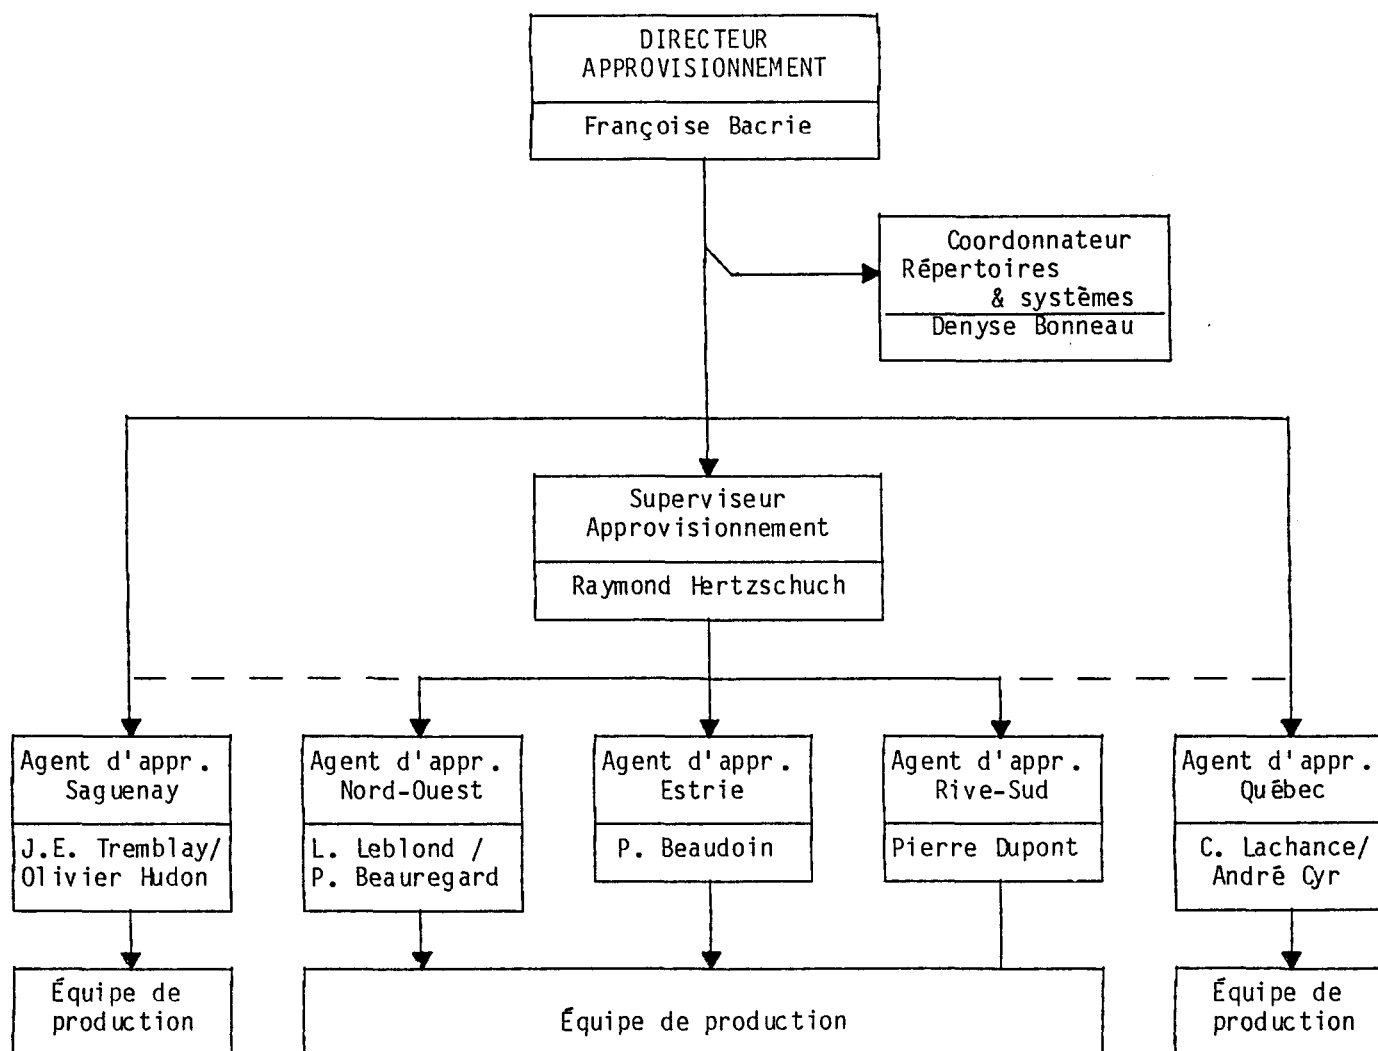 DIRECTEUR
APPROVISIONNEMENT
Françoise Bacrie
Coordonnateur
Répertoires
& systèmes
Denyse Bonneau
Superviseur
Approvisionnement
Raymond Hertzschuch
Agent d'appr.
Saguenay
J.E. Tremblay/
Olivier Hudon
Agent d'appr.
Nord-Ouest
L. Leblond /
P. Beauregard
Agent d'appr.
Estrie
P. Beaudoin
Agent d'appr.
Rive-Sud
Pierre Dupont
Agent d'appr.
Québec
C. Lachance/
André Cyr
Équipe de
production
Équipe de production
Équipe de
production